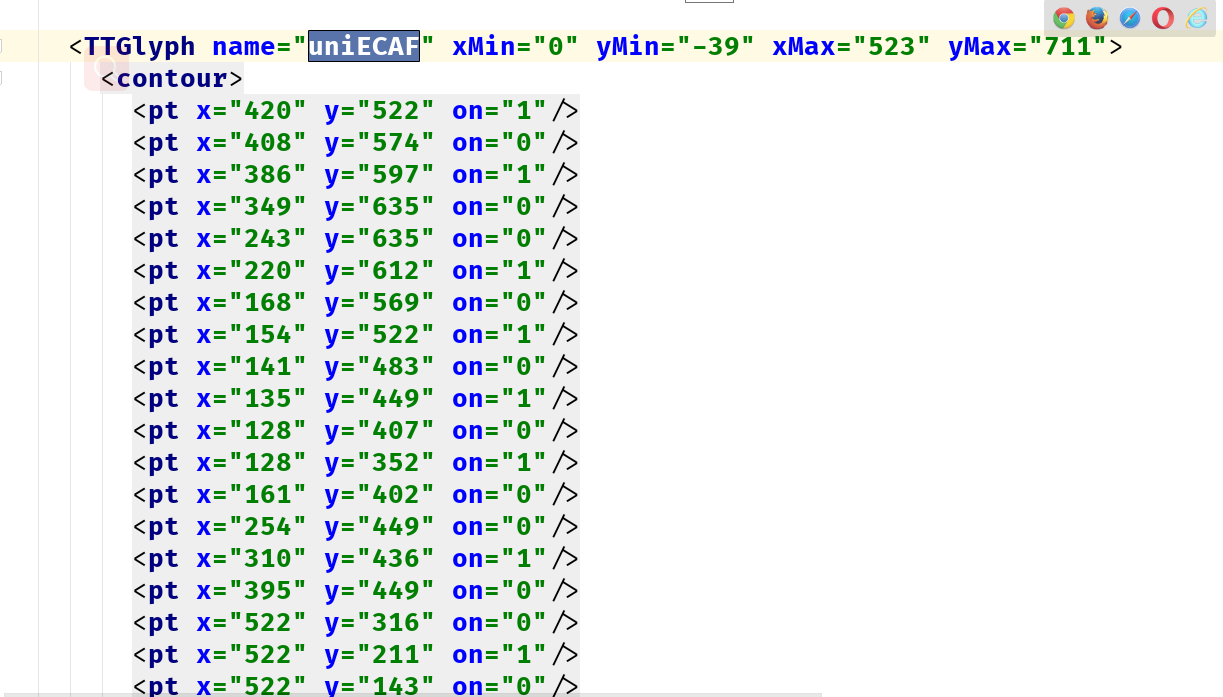 <TTGlyph name="uniECAF" xMin="0" yMin="-39" xMax="523" yMax="711">
<contour>
<pt x="420" y="522" on="1"/>
<pt x="408" y="574" on="0"/>
<pt x="386" y="597" on="1"/>
<pt x="349" y="635" on="0"/>
<pt x="243" y="635" on="0"/>
<pt x="220" y="612" on="1"/>
<pt x="168" y="569" on="0"/>
<pt x="154" y="522" on="1"/>
<pt x="141" y="483" on="0"/>
<pt x="135" y="449" on="1"/>
<pt x="128" y="407" on="0"/>
<pt x="128" y="352" on="1"/>
<pt x="161" y="402" on="0"/>
<pt x="254" y="449" on="0"/>
<pt x="310" y="436" on="1"/>
<pt x="395" y="449" on="0"/>
<pt x="522" y="316" on="0"/>
<pt x="522" y="211" on="1"/>
<pt x="522" y="143" on="0"/>